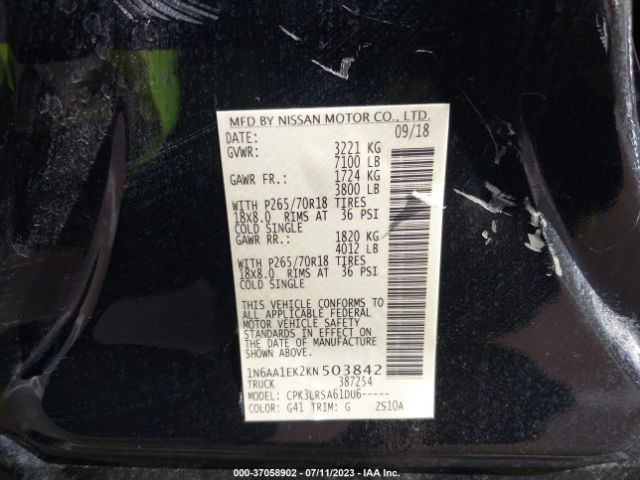 MFD BY NISSAN MOTOR CO., LTD.
DATE: 09/18
GVWR: 3221 KG
7100 LB
GAWR FR.: 1724 KG
3800 LB
WITH P265/70R18 TIRES
18X8.0 RIMS AT 36 PSI
COLD SINGLE
GAWR RR.: 1820 KG
4012 LB
WITH P265/70R18 TIRES
18X8.0 RIMS AT 36 PSI
COLD SINGLE
THIS VEHICLE CONFORMS TO
ALL APPLICABLE FEDERAL
MOTOR VEHICLE SAFETY
STANDARDS IN EFFECT ON
THE DATE OF MANUFACTURE
SHOWN ABOVE.
1N6AA1EK2KN503842
TRUCK 387254
MODEL: CPK3LRSA61DU6-----
COLOR: G41 TRIM: G ZS10A
000-37058902 - 07/11/2023 - IAA Inc.